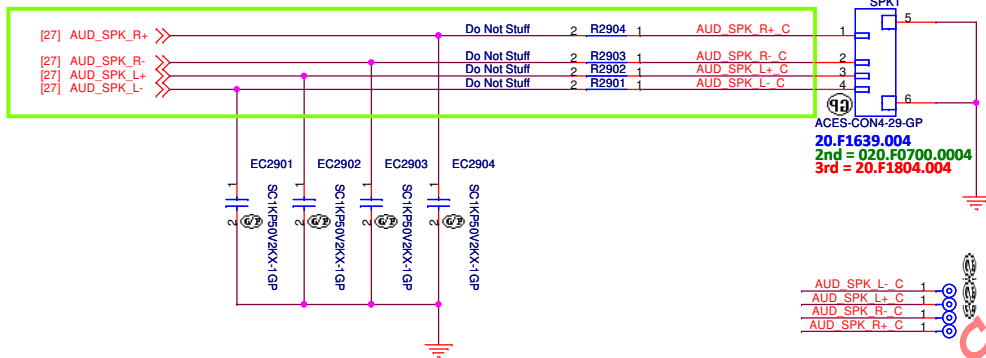 SPK1
[27] AUD_SPK_R+ Do Not Stuff 2 R2904 1 AUD_SPK_R+_C 1 5
[27] AUD_SPK_R- Do Not Stuff 2 R2903 1 AUD_SPK_R-_C 2
[27] AUD_SPK_L+ Do Not Stuff 2 R2902 1 AUD_SPK_L+_C 3
[27] AUD_SPK_L- Do Not Stuff 2 R2901 1 AUD_SPK_L-_C 4
6
ACES-CON4-29-GP
20.F1639.004
2nd = 020.F0700.0004
3rd = 20.F1804.004
EC2901 EC2902 EC2903 EC2904
1 1 1 1
SC1KP50V2KX-1GP SC1KP50V2KX-1GP SC1KP50V2KX-1GP SC1KP50V2KX-1GP
2 2 2 2
AUD_SPK_L-_C 1
AUD_SPK_L+_C 1
AUD_SPK_R-_C 1
AUD_SPK_R+_C 1